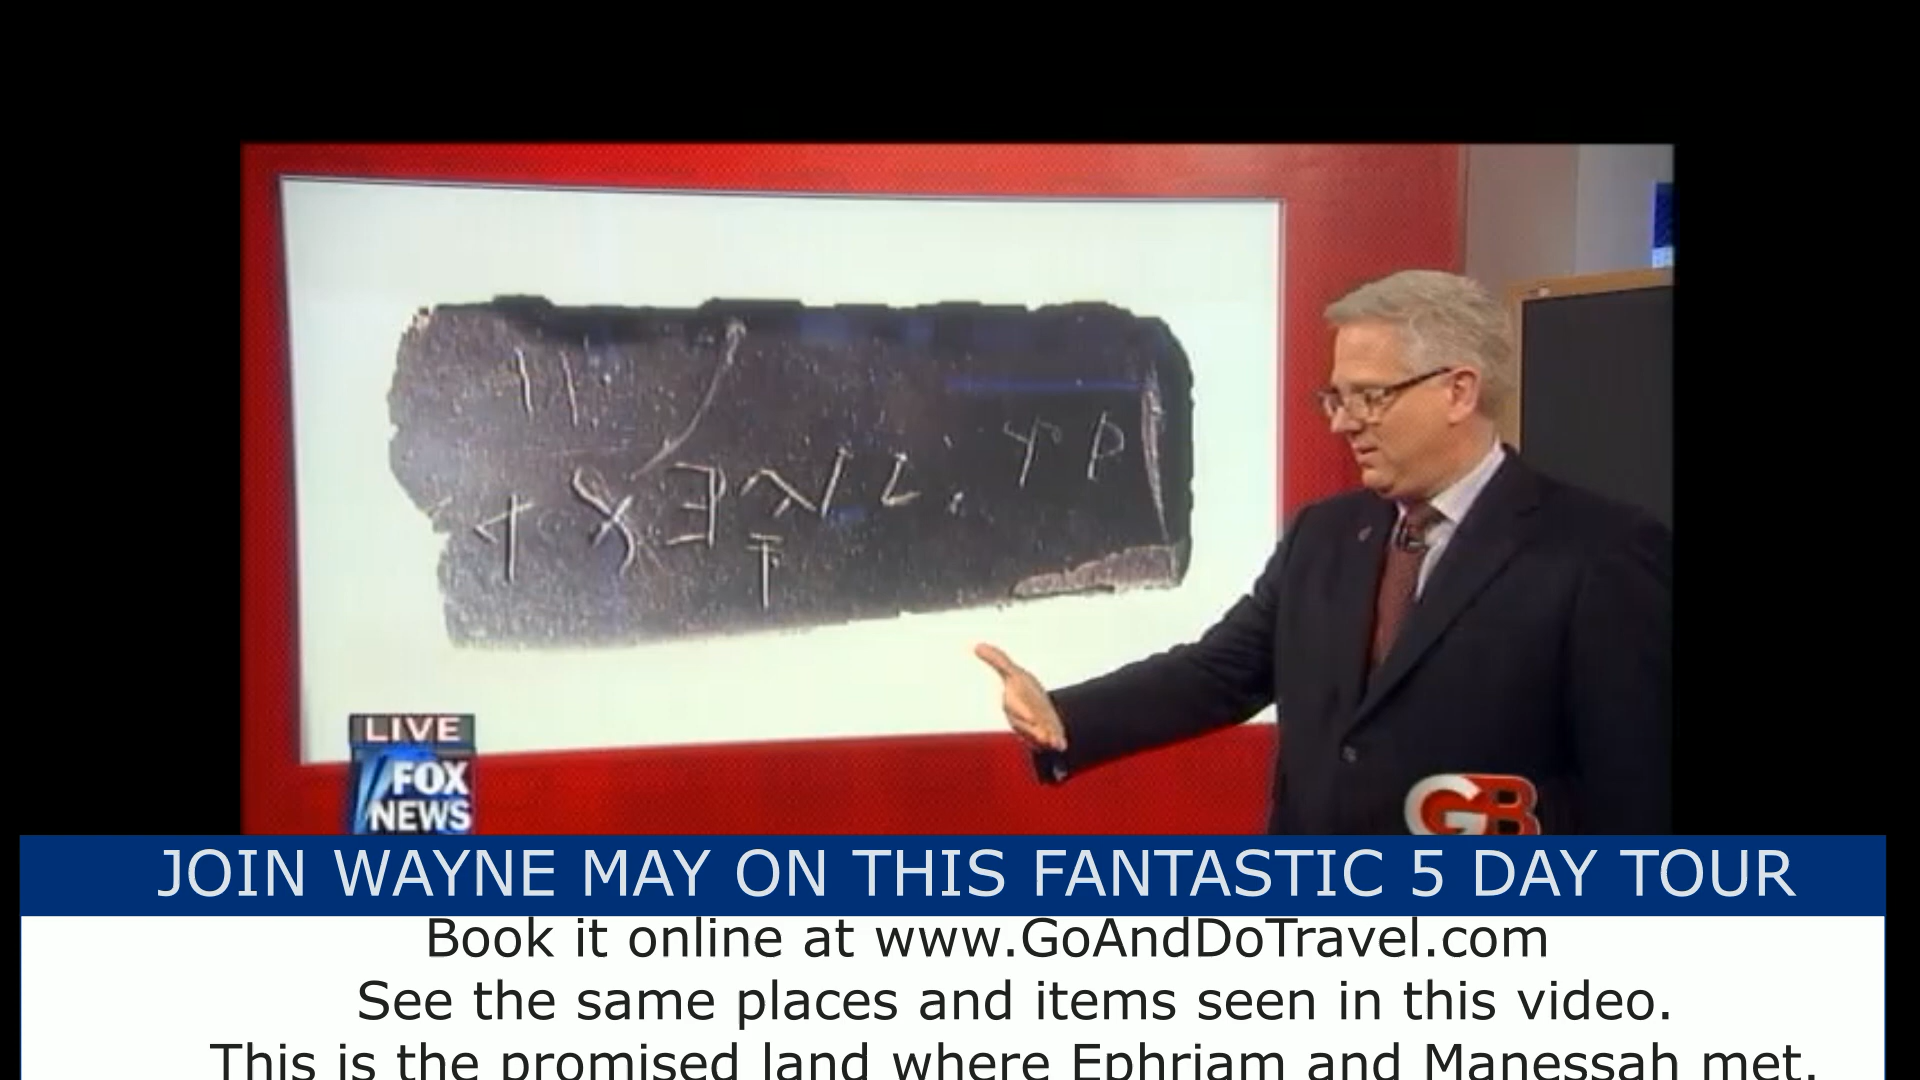 LIVE
FOX
NEWS
GB
JOIN WAYNE MAY ON THIS FANTASTIC 5 DAY TOUR
Book it online at www.GoAndDoTravel.com
See the same places and items seen in this video.
This is the promised land where Ephriam and Manessah met.